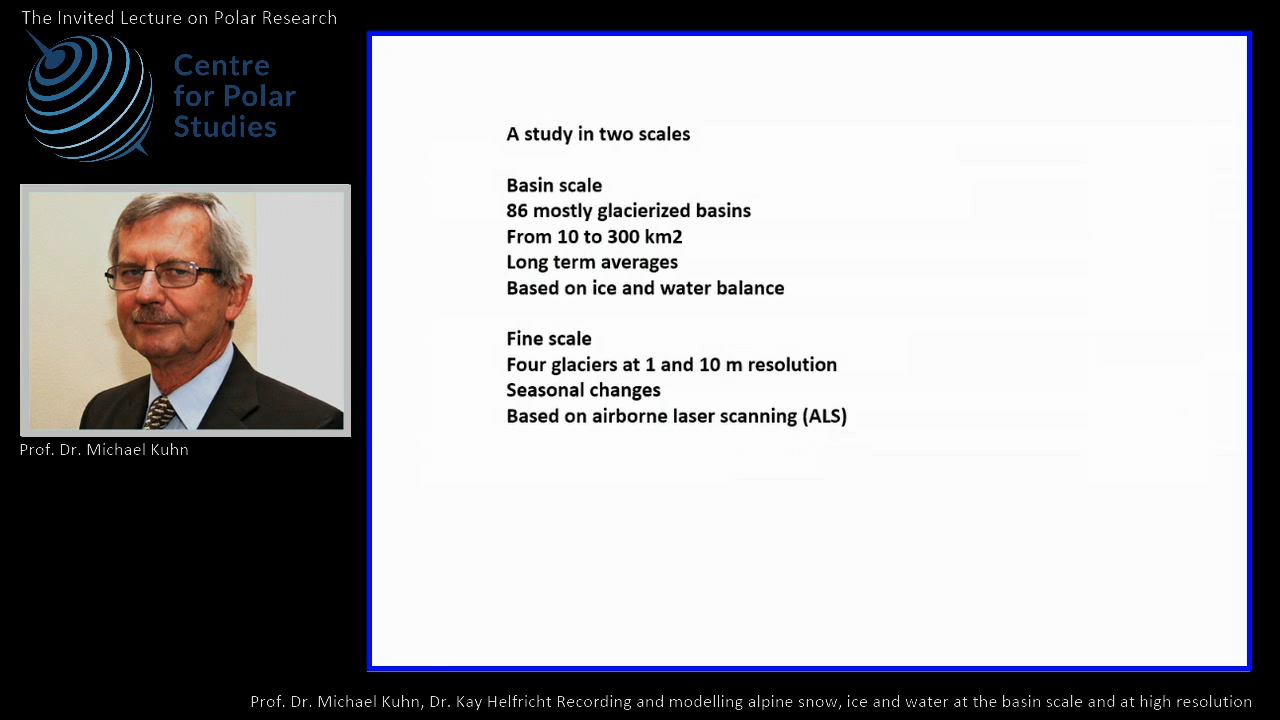 The Invited Lecture on Polar Research
Centre
for Polar
Studies
Prof. Dr. Michael Kuhn
A study in two scales
Basin scale
86 mostly glacierized basins
From 10 to 300 km2
Long term averages
Based on ice and water balance
Fine scale
Four glaciers at 1 and 10 m resolution
Seasonal changes
Based on airborne laser scanning (ALS)
Prof. Dr. Michael Kuhn, Dr. Kay Helfricht Recording and modelling alpine snow, ice and water at the basin scale and at high resolution